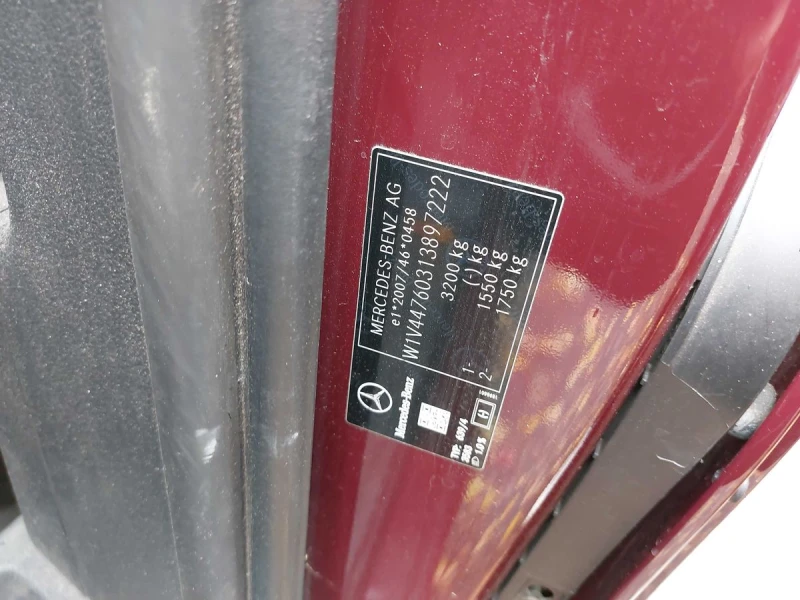 MERCEDES-BENZ AG
e1*2007/46*0458
W1V44760313897222
3200 kg
(-) kg
1- 1550 kg
2- 1750 kg
Mercedes-Benz